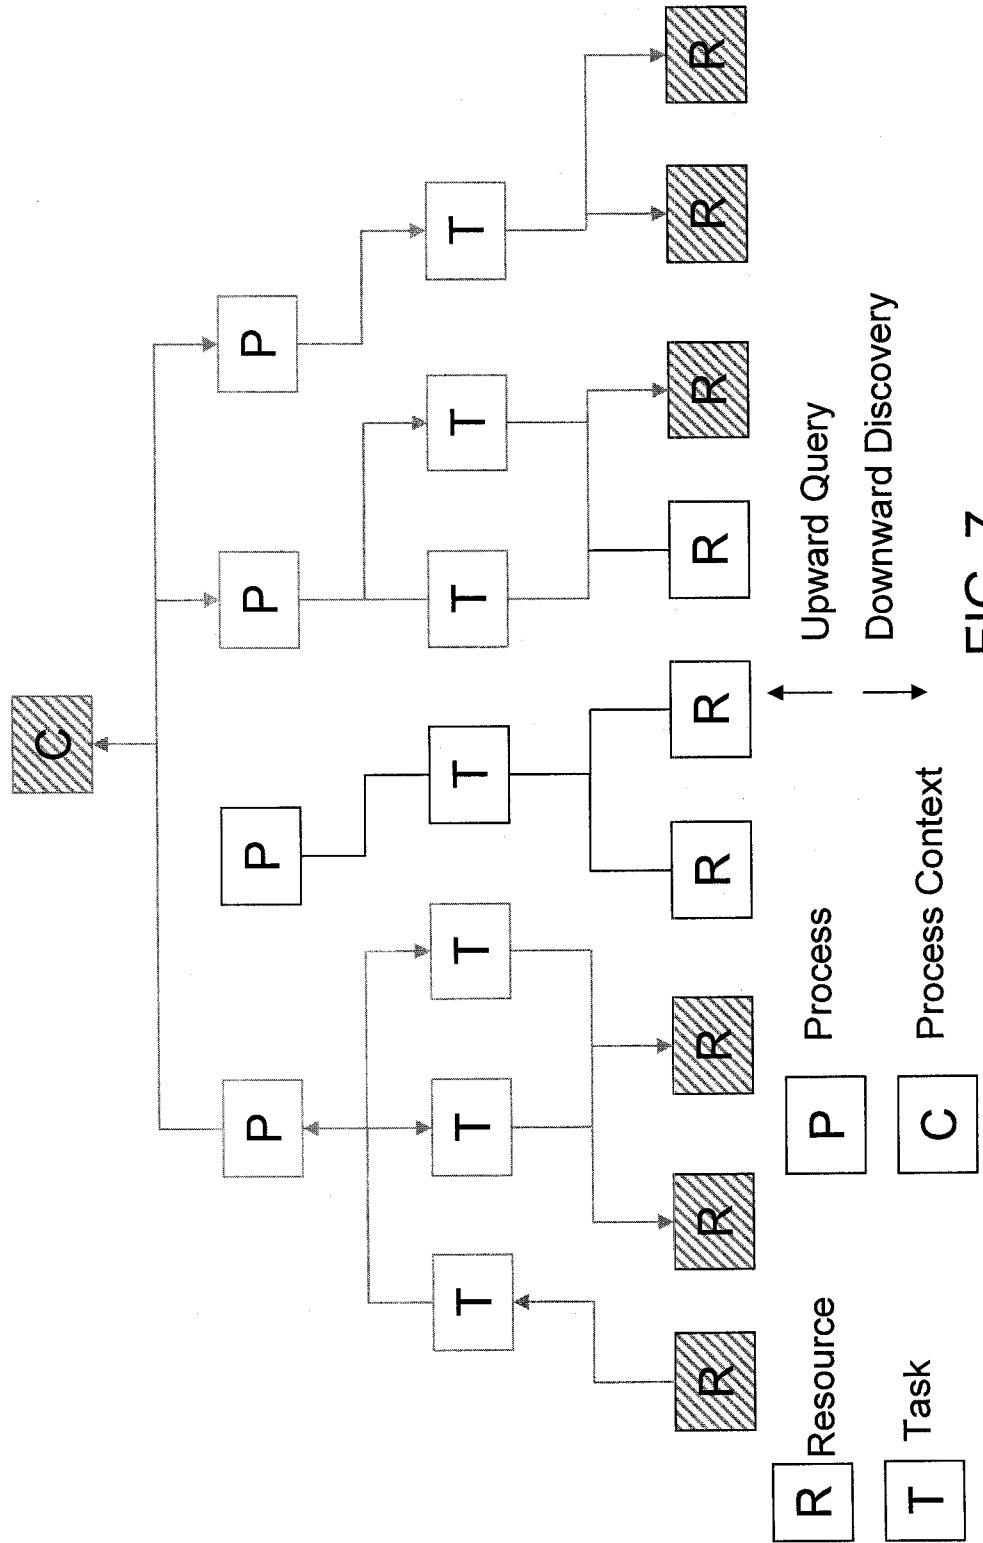 C
P P P P
T T T T T T T
R R R R R R R R R
R Resource P Process Upward Query
T Task C Process Context Downward Discovery
FIG. 7